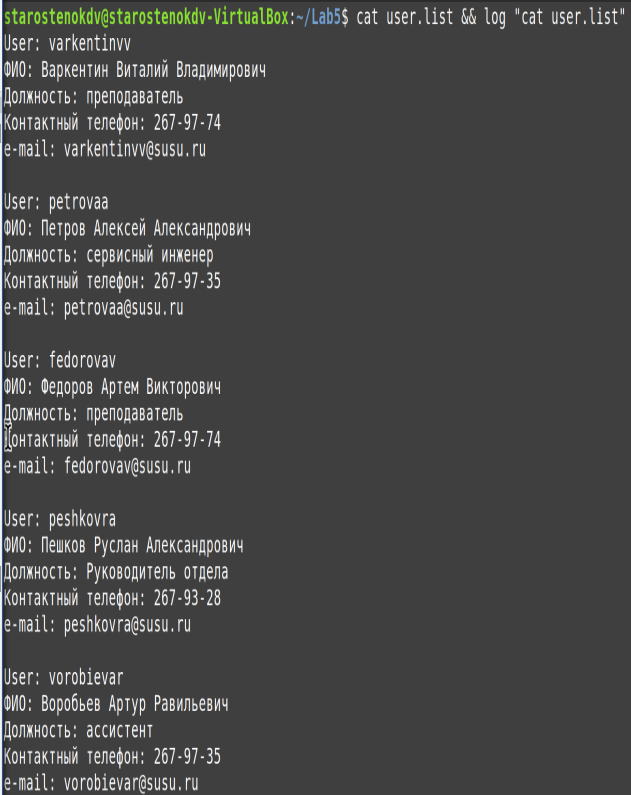 starostenokdv@starostenokdv-VirtualBox:~/Lab5$ cat user.list && log "cat user.list"
User: varkentinvv
ФИО: Варкентин Виталий Владимирович
Должность: преподаватель
Контактный телефон: 267-97-74
e-mail: varkentinvv@susu.ru

User: petrovaa
ФИО: Петров Алексей Александрович
Должность: сервисный инженер
Контактный телефон: 267-97-35
e-mail: petrovaa@susu.ru

User: fedorovav
ФИО: Федоров Артем Викторович
Должность: преподаватель
Контактный телефон: 267-97-74
e-mail: fedorovav@susu.ru

User: peshkovra
ФИО: Пешков Руслан Александрович
Должность: Руководитель отдела
Контактный телефон: 267-93-28
e-mail: peshkovra@susu.ru

User: vorobievar
ФИО: Воробьев Артур Равильевич
Должность: ассистент
Контактный телефон: 267-97-35
e-mail: vorobievar@susu.ru